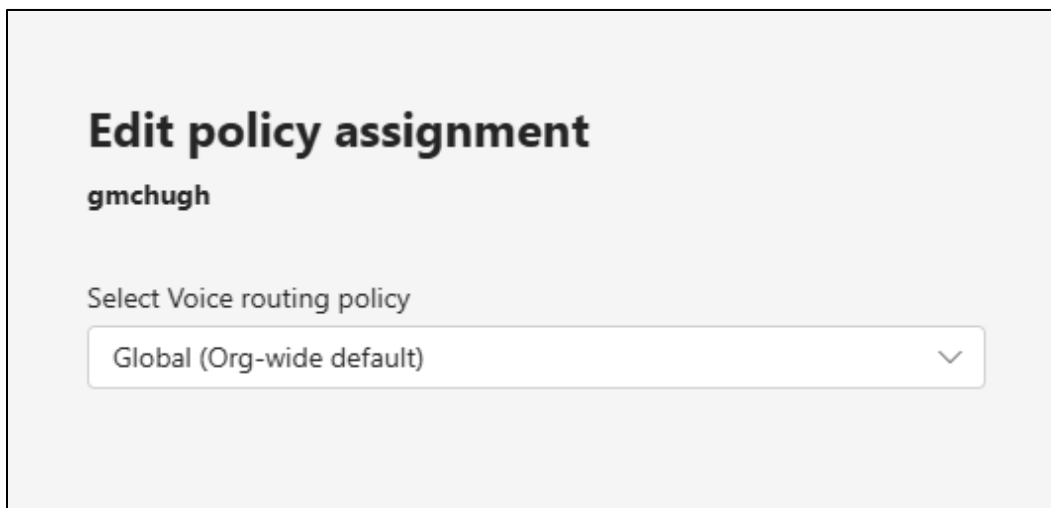 Edit policy assignment
gmchugh
Select Voice routing policy
Global (Org-wide default)